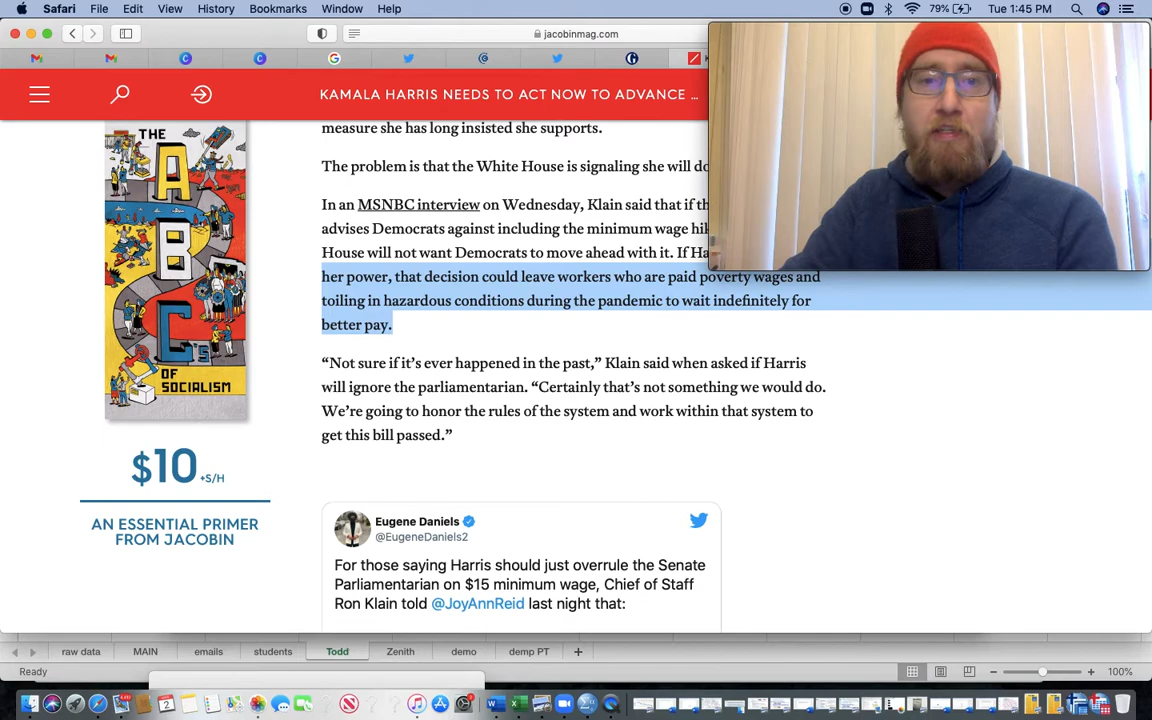 Safari File Edit View History Bookmarks Window Help 79% Tue 1:45 PM
jacobinmag.com
KAMALA HARRIS NEEDS TO ACT NOW TO ADVANCE ...
THE
A
B
C's
OF
SOCIALISM
$10 +S/H
AN ESSENTIAL PRIMER
FROM JACOBIN
measure she has long insisted she supports.
The problem is that the White House is signaling she will do
In an MSNBC interview on Wednesday, Klain said that if th
advises Democrats against including the minimum wage hik
House will not want Democrats to move ahead with it. If Ha
her power, that decision could leave workers who are paid poverty wages and
toiling in hazardous conditions during the pandemic to wait indefinitely for
better pay.
“Not sure if it’s ever happened in the past,” Klain said when asked if Harris
will ignore the parliamentarian. “Certainly that’s not something we would do.
We’re going to honor the rules of the system and work within that system to
get this bill passed.”
Eugene Daniels
@EugeneDaniels2
For those saying Harris should just overrule the Senate
Parliamentarian on $15 minimum wage, Chief of Staff
Ron Klain told @JoyAnnReid last night that:
raw data MAIN emails students Todd Zenith demo demp PT
Ready 100%